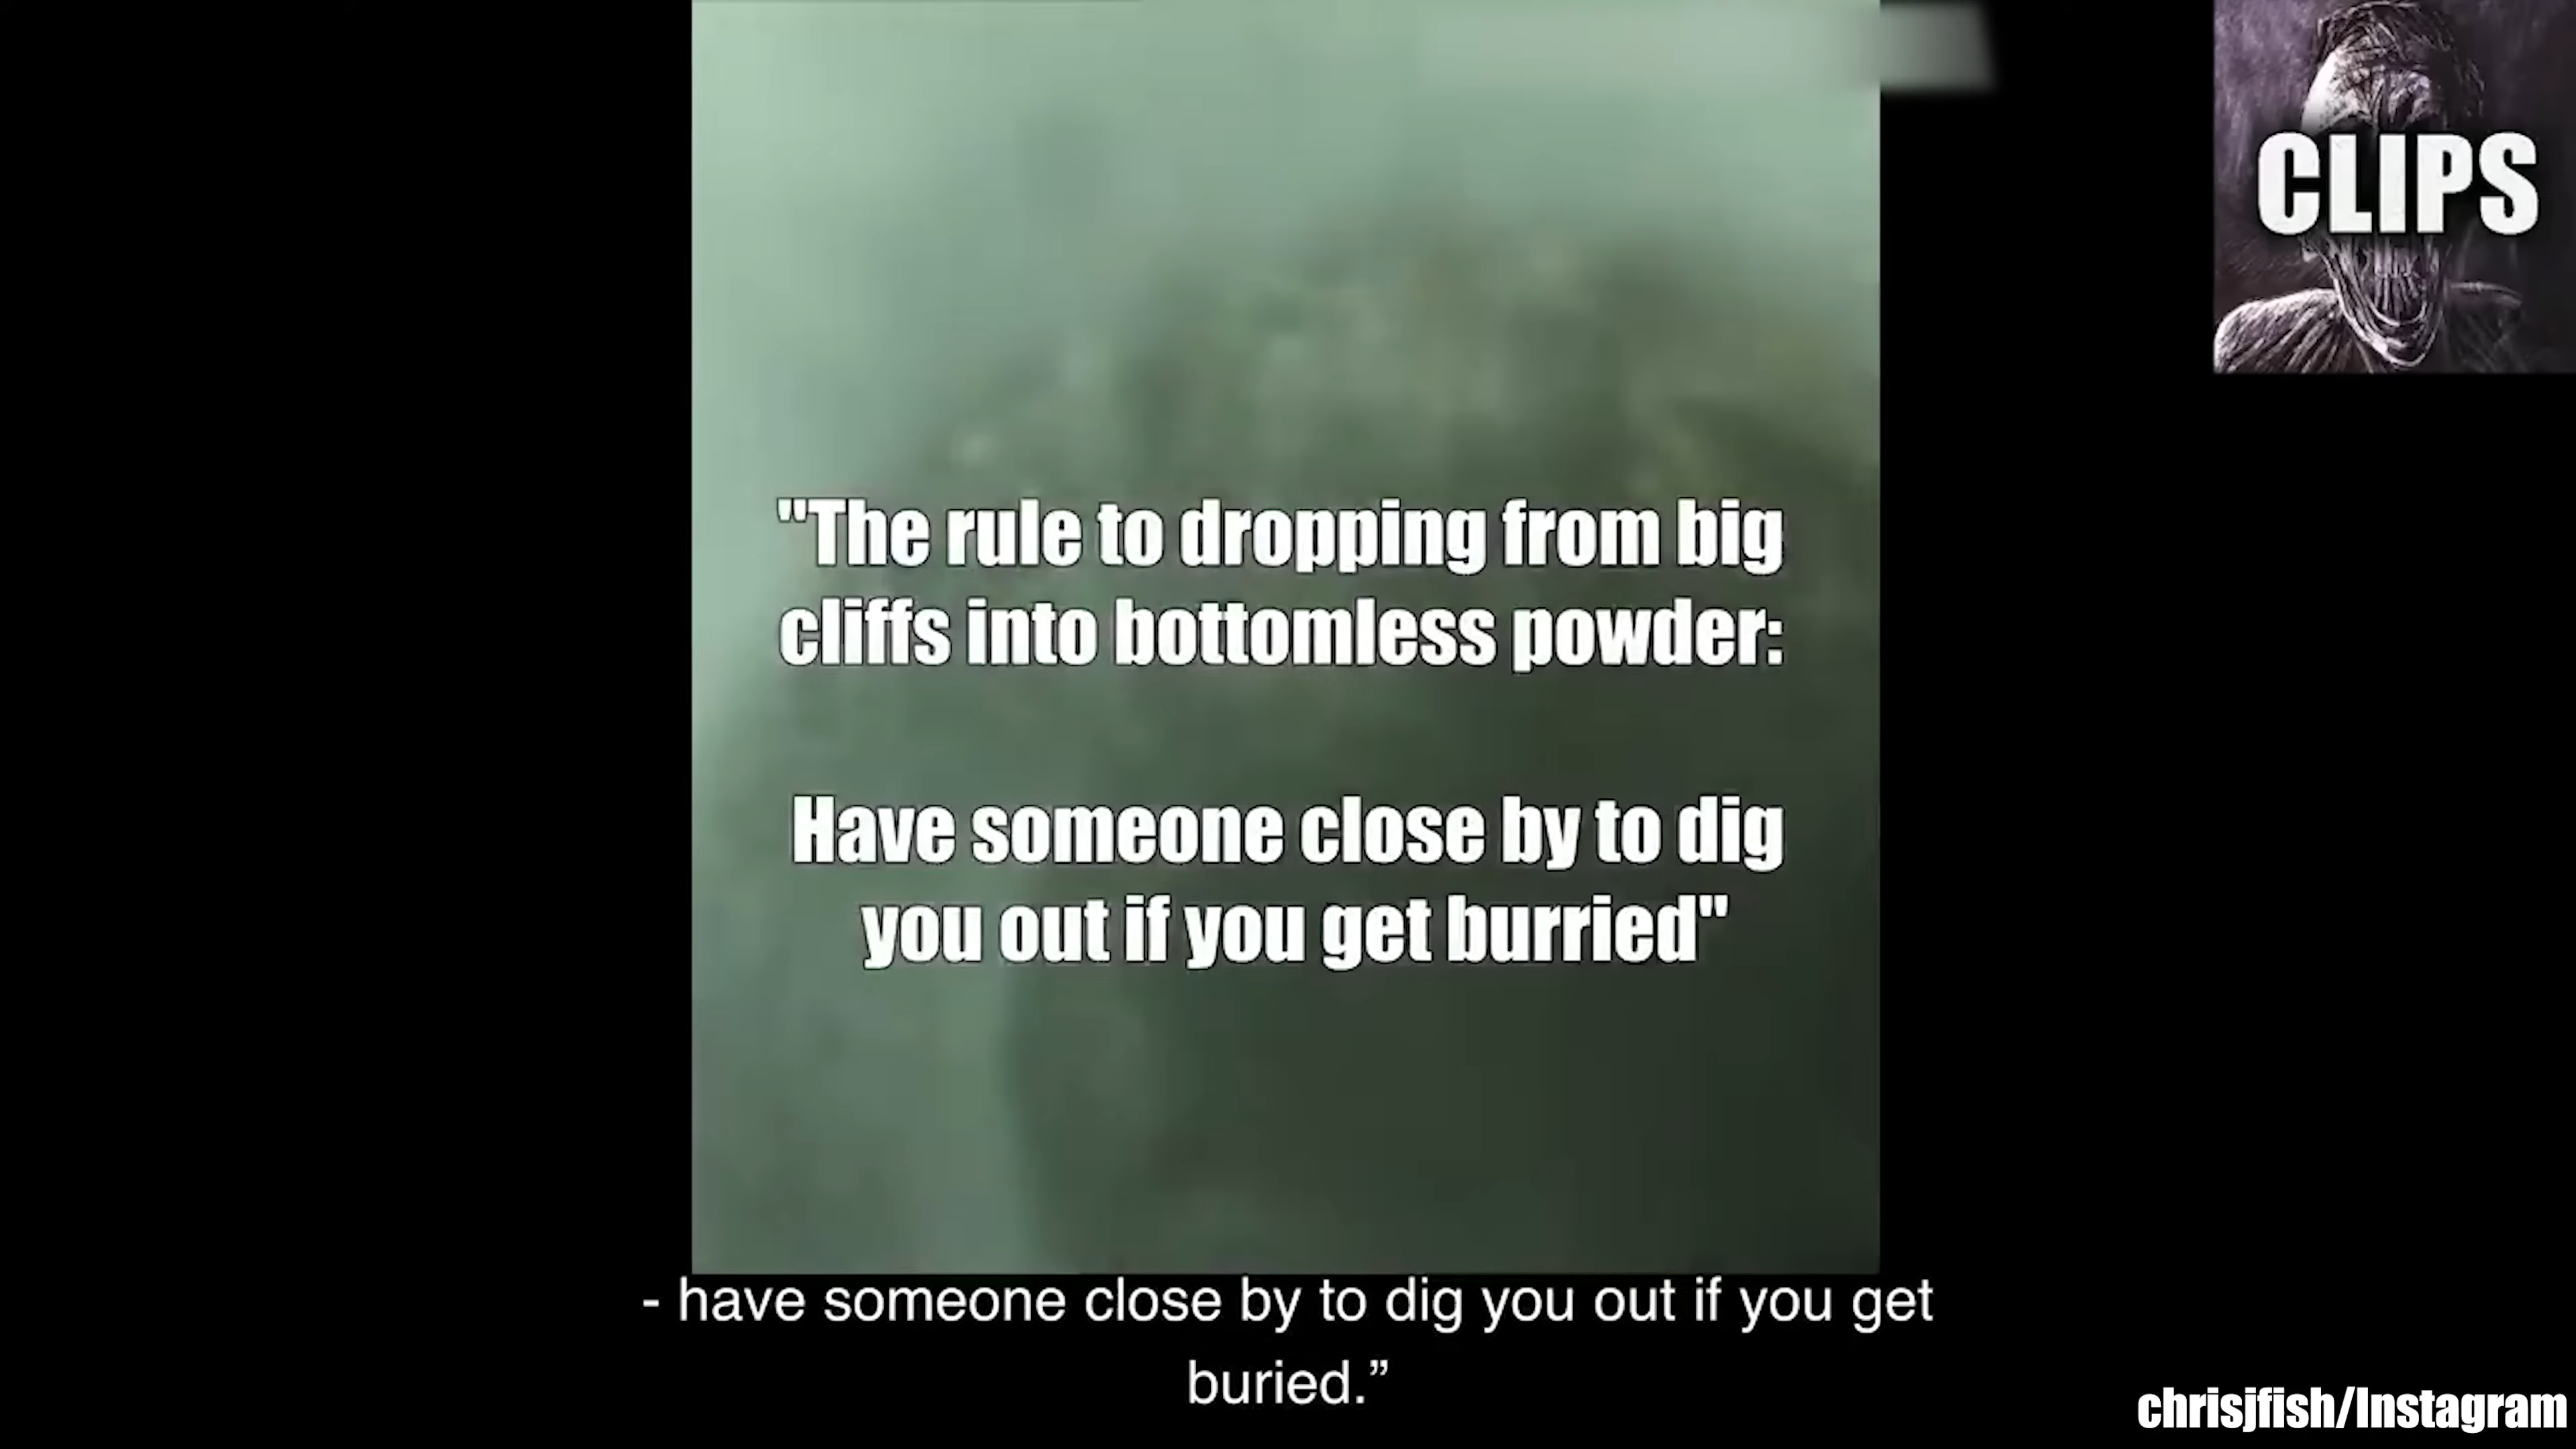 CLIPS
"The rule to dropping from big
cliffs into bottomless powder:
Have someone close by to dig
you out if you get burried"
- have someone close by to dig you out if you get
buried.”
chrisjfish/Instagram